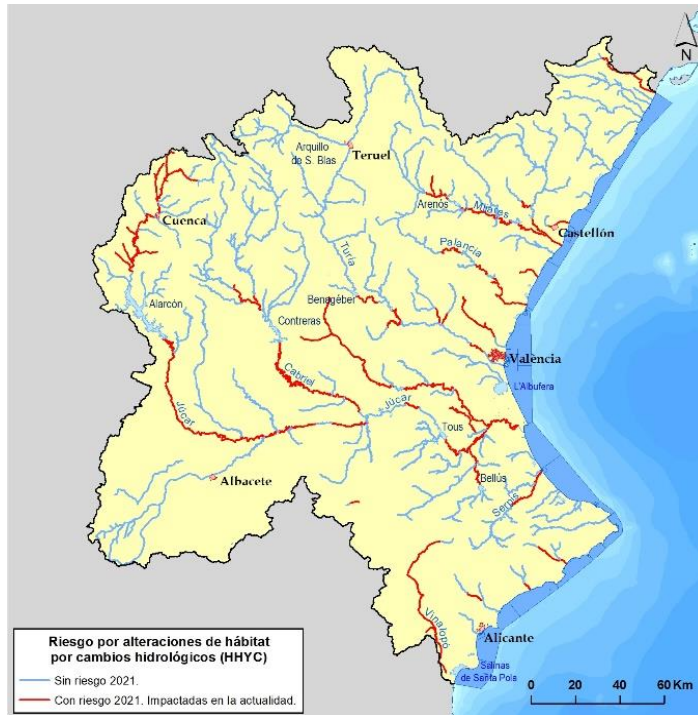 N
Arquillo
de S. Blas
Teruel
Arenós
Mijares
Cuenca
Castellón
Palancia
Turia
Alarcón
Benagéber
Contreras
València
L'Albufera
Cabriel
Júcar
Júcar
Tous
Albacete
Bellús
Serpis
Vinalopó
Alicante
Salinas
de Santa Pola
Riesgo por alteraciones de hábitat
por cambios hidrológicos (HHYC)
Sin riesgo 2021.
Con riesgo 2021. Impactadas en la actualidad.
0 20 40 60 Km